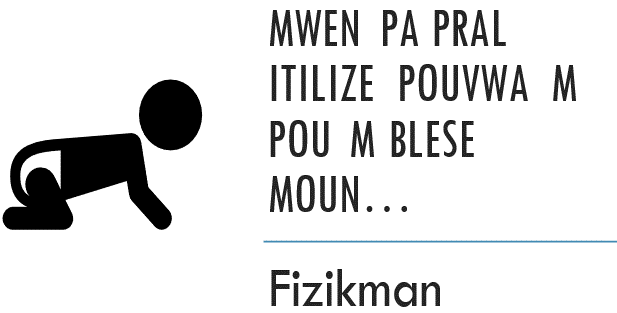 MWEN PA PRAL
ITILIZE POUVWA M
POU M BLESE
MOUN...
Fizikman